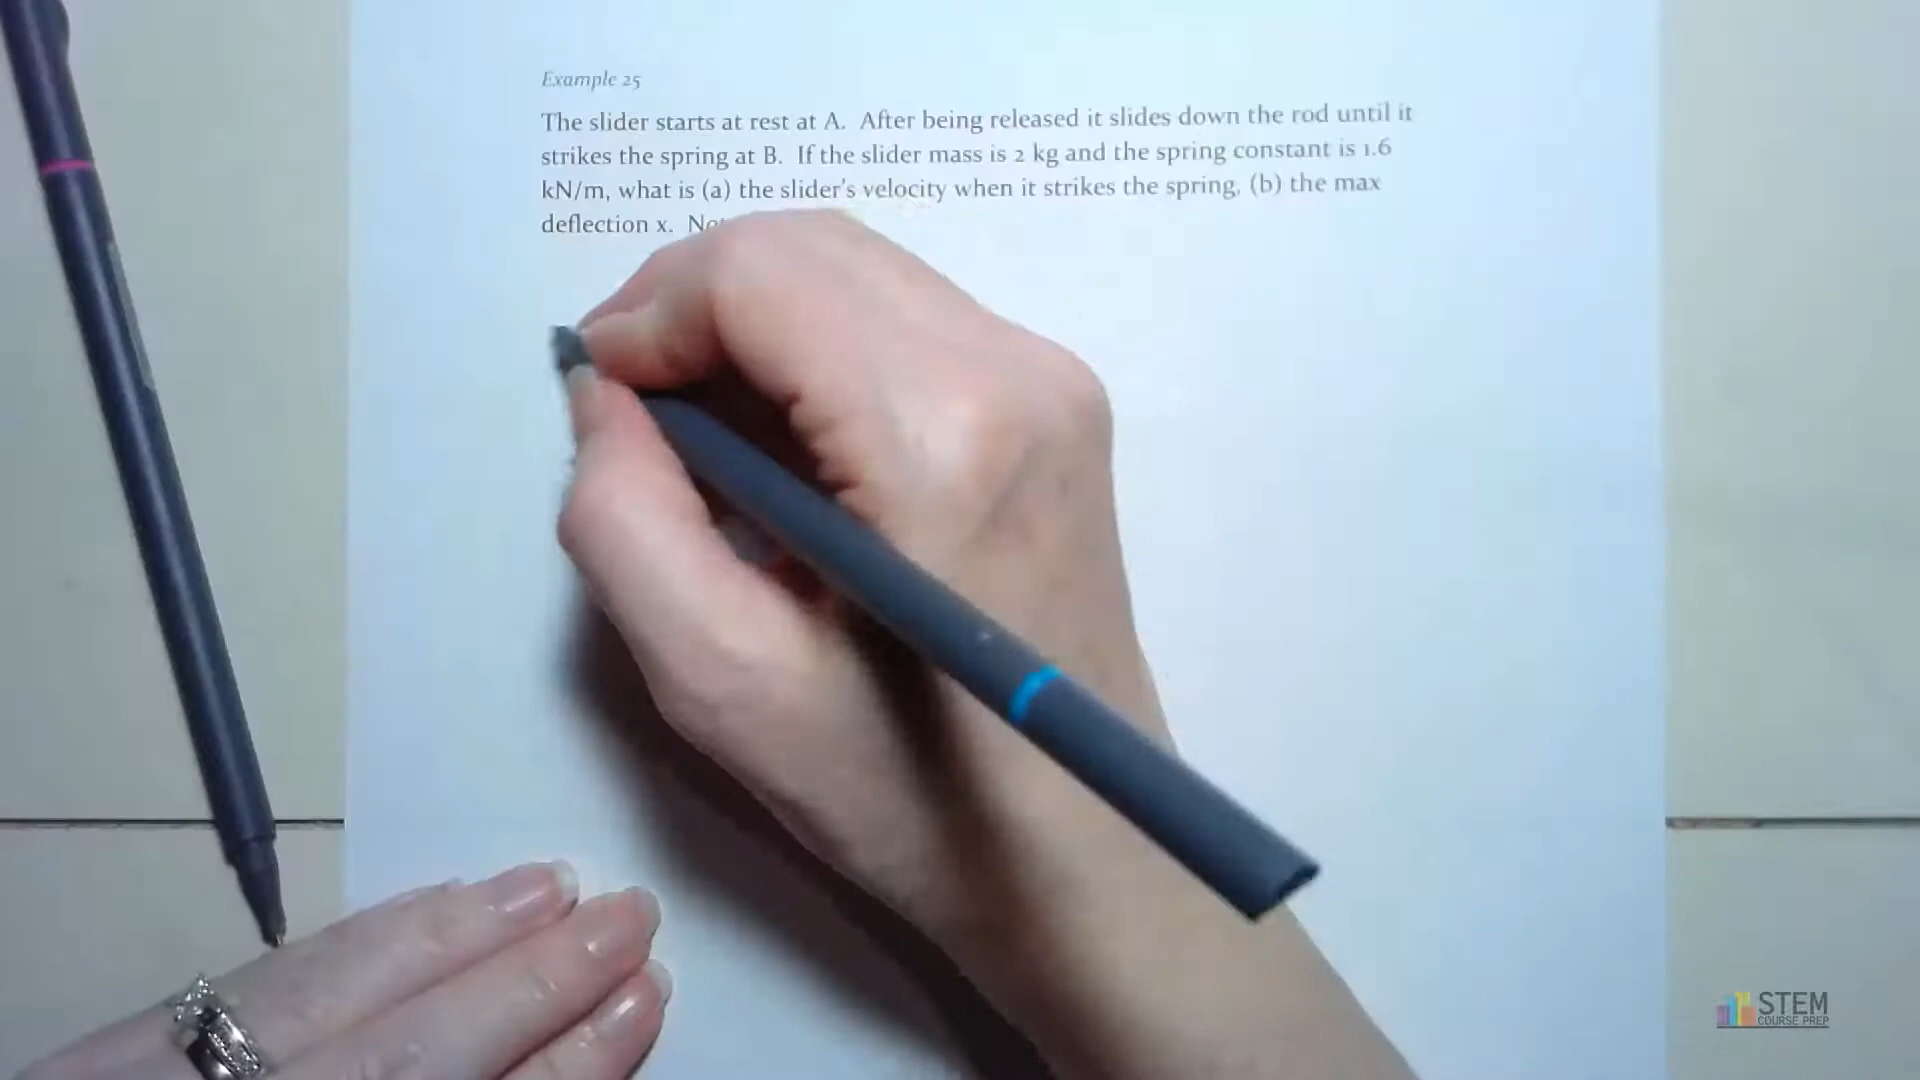 Example 25
The slider starts at rest at A. After being released it slides down the rod until it
strikes the spring at B. If the slider mass is 2 kg and the spring constant is 1.6
kN/m, what is (a) the slider's velocity when it strikes the spring, (b) the max
deflection x.
STEM
COURSE PREP